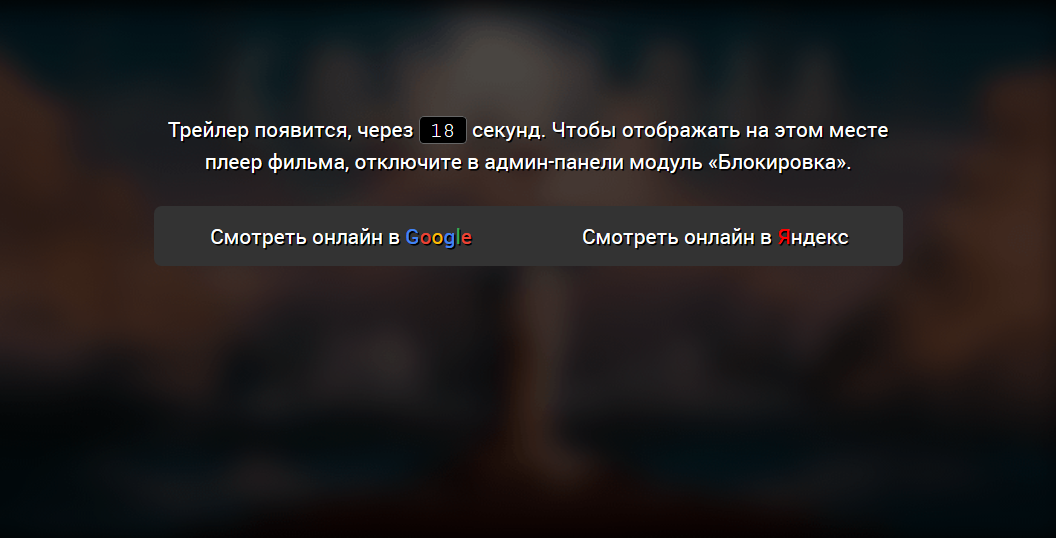 Трейлер появится, через 18 секунд. Чтобы отображать на этом месте
плеер фильма, отключите в админ-панели модуль «Блокировка».
Смотреть онлайн в Google
Смотреть онлайн в Яндекс